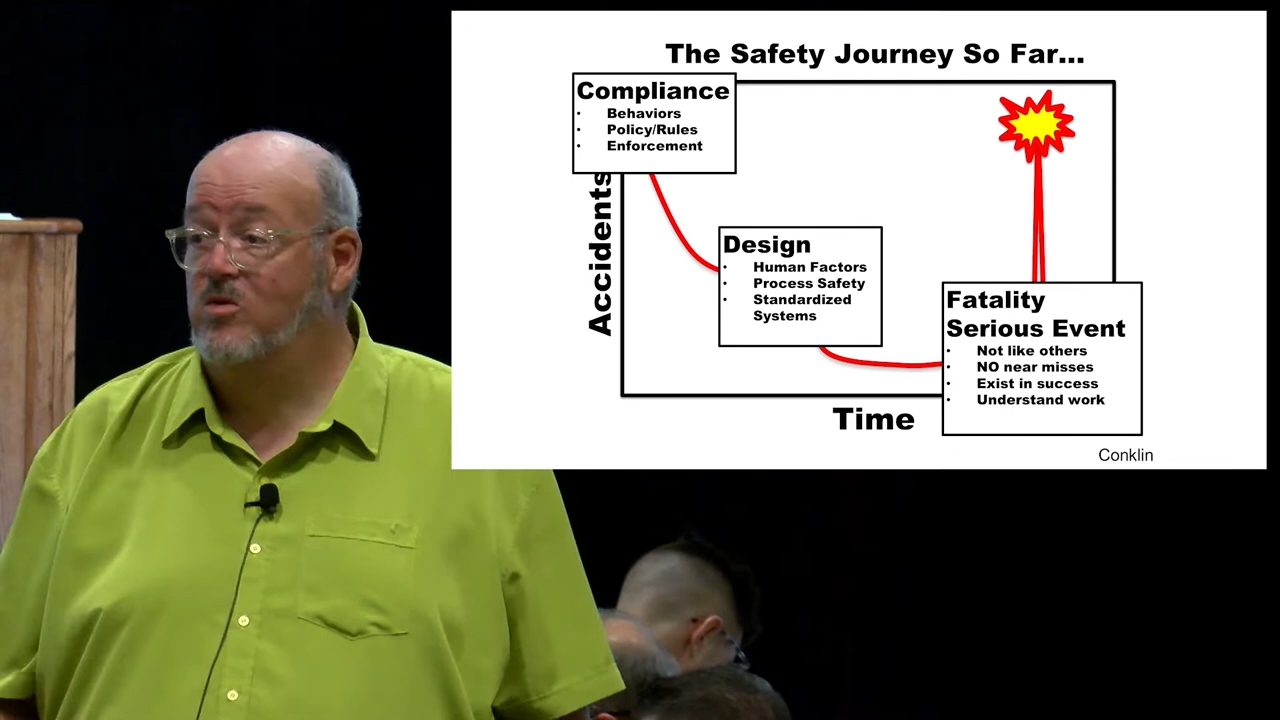 The Safety Journey So Far...
Compliance
• Behaviors
• Policy/Rules
• Enforcement
Accidents
Design
• Human Factors
• Process Safety
• Standardized
Systems
Fatality
Serious Event
• Not like others
• NO near misses
• Exist in success
• Understand work
Time
Conklin